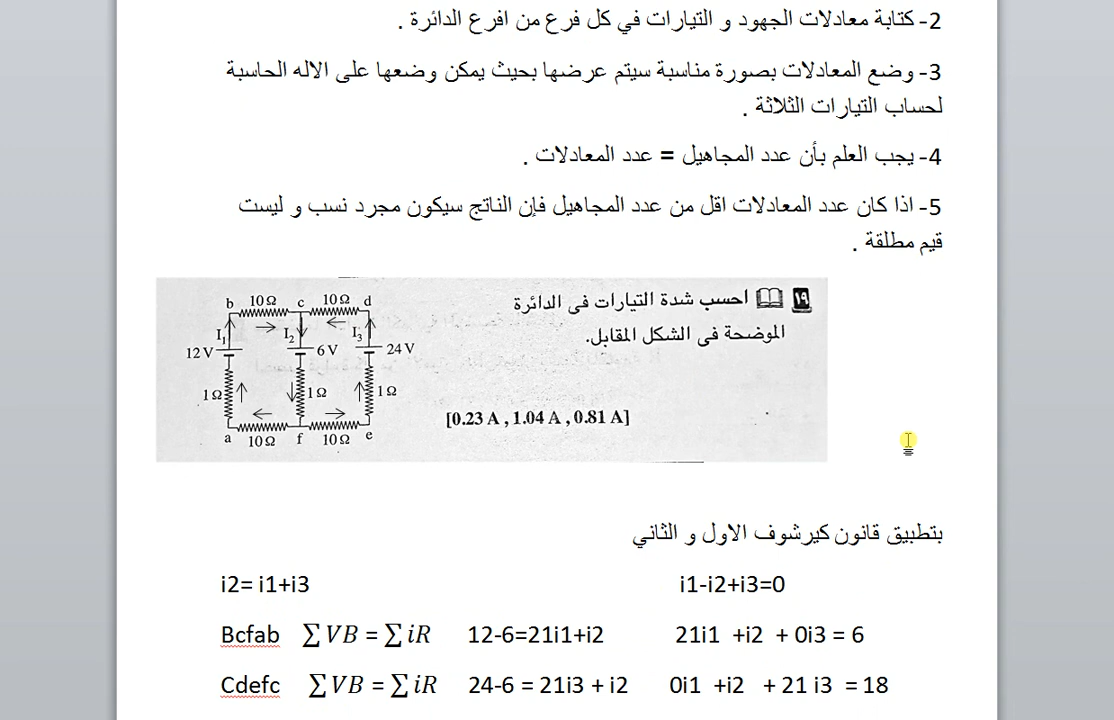 2- كتابة معادلات الجهود و التيارات في كل فرع من افرع الدائرة .
3- وضع المعادلات بصورة مناسبة سيتم عرضها بحيث يمكن وضعها على الاله الحاسبة
لحساب التيارات الثلاثة .
4- يجب العلم بأن عدد المجاهيل = عدد المعادلات .
5- اذا كان عدد المعادلات اقل من عدد المجاهيل فإن الناتج سيكون مجرد نسب و ليست
قيم مطلقة .
١٩ احسب شدة التيارات فى الدائرة
الموضحة فى الشكل المقابل.
b 10Ω c 10Ω d
I₁ I₂ I₃
12 V 6 V 24 V
1Ω 1Ω 1Ω
a 10Ω f 10Ω e
[0.23 A , 1.04 A , 0.81 A]
بتطبيق قانون كيرشوف الاول و الثاني
i2= i1+i3 i1-i2+i3=0
Bcfab ∑VB = ∑iR 12-6=21i1+i2 21i1 +i2 + 0i3 = 6
Cdefc ∑VB = ∑iR 24-6 = 21i3 + i2 0i1 +i2 + 21 i3 = 18